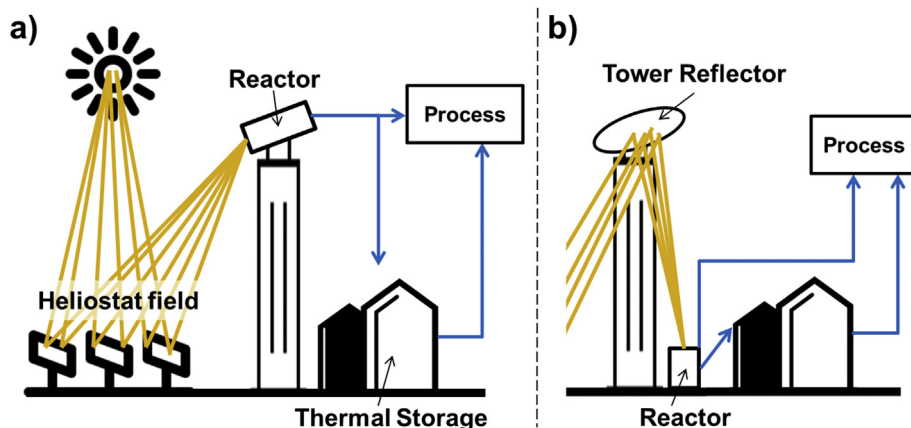 a)
Reactor
Process
Heliostat field
Thermal Storage
b)
Tower Reflector
Process
Reactor